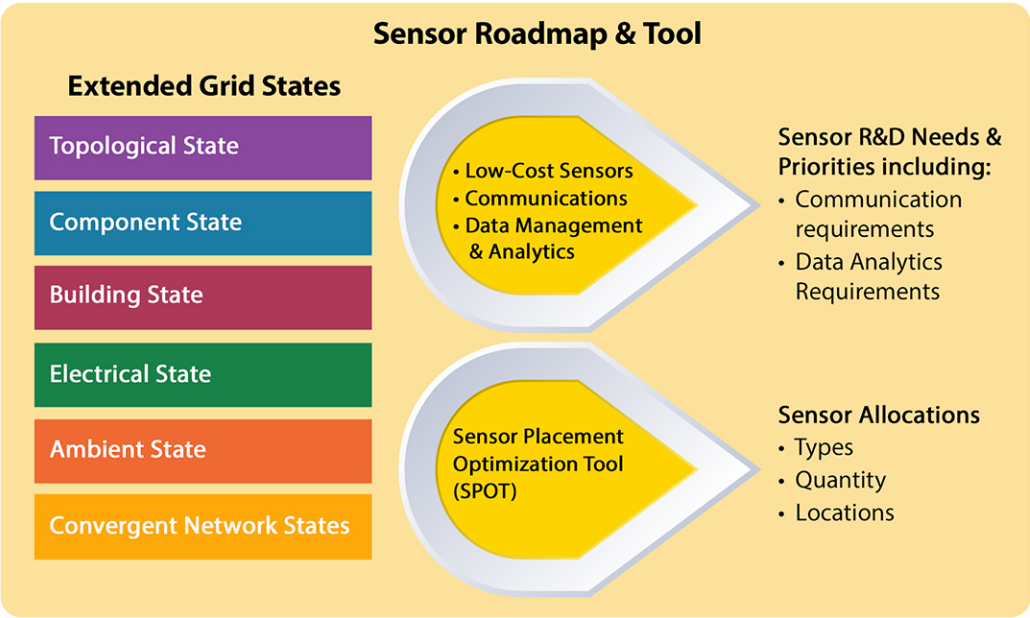 Sensor Roadmap & Tool
Extended Grid States
Topological State
Component State
Building State
Electrical State
Ambient State
Convergent Network States
• Low-Cost Sensors
• Communications
• Data Management
& Analytics
Sensor R&D Needs &
Priorities including:
• Communication
requirements
• Data Analytics
Requirements
Sensor Placement
Optimization Tool
(SPOT)
Sensor Allocations
• Types
• Quantity
• Locations